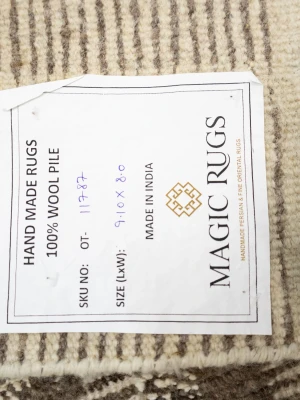 HAND MADE RUGS
100% WOOL PILE
SKU NO: OT- 11787
SIZE (LxW): 9.10 X 8.0
MADE IN INDIA
MAGIC RUGS
HANDMADE PERSIAN & FINE ORIENTAL RUGS